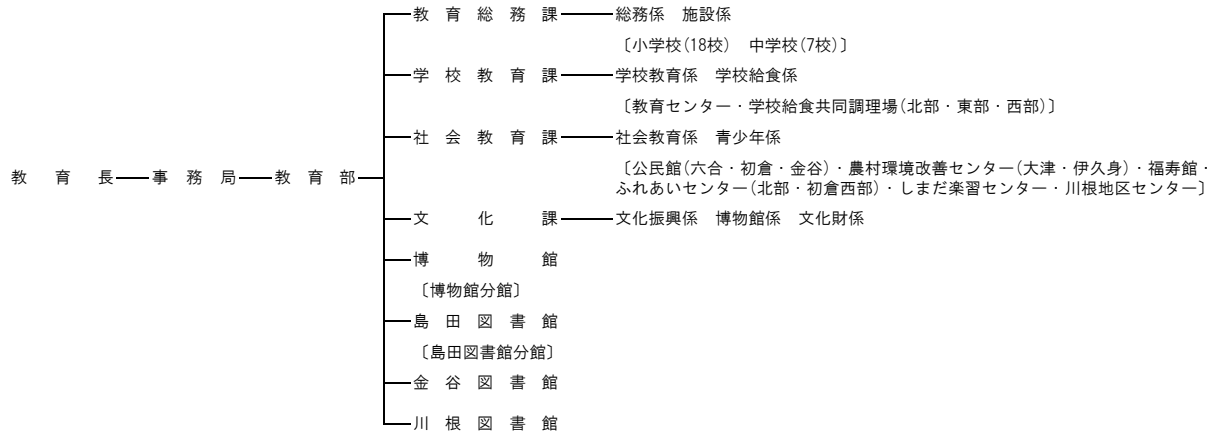 教育総務課 総務係 施設係
〔小学校(18校) 中学校(7校)〕
学校教育課 学校教育係 学校給食係
〔教育センター・学校給食共同調理場(北部・東部・西部)〕
社会教育課 社会教育係 青少年係
教育長 事務局 教育部
〔公民館(六合・初倉・金谷)・農村環境改善センター(大津・伊久身)・福寿館・
ふれあいセンター(北部・初倉西部)・しまだ楽習センター・川根地区センター〕
文化課 文化振興係 博物館係 文化財係
博物館
〔博物館分館〕
島田図書館
〔島田図書館分館〕
金谷図書館
川根図書館